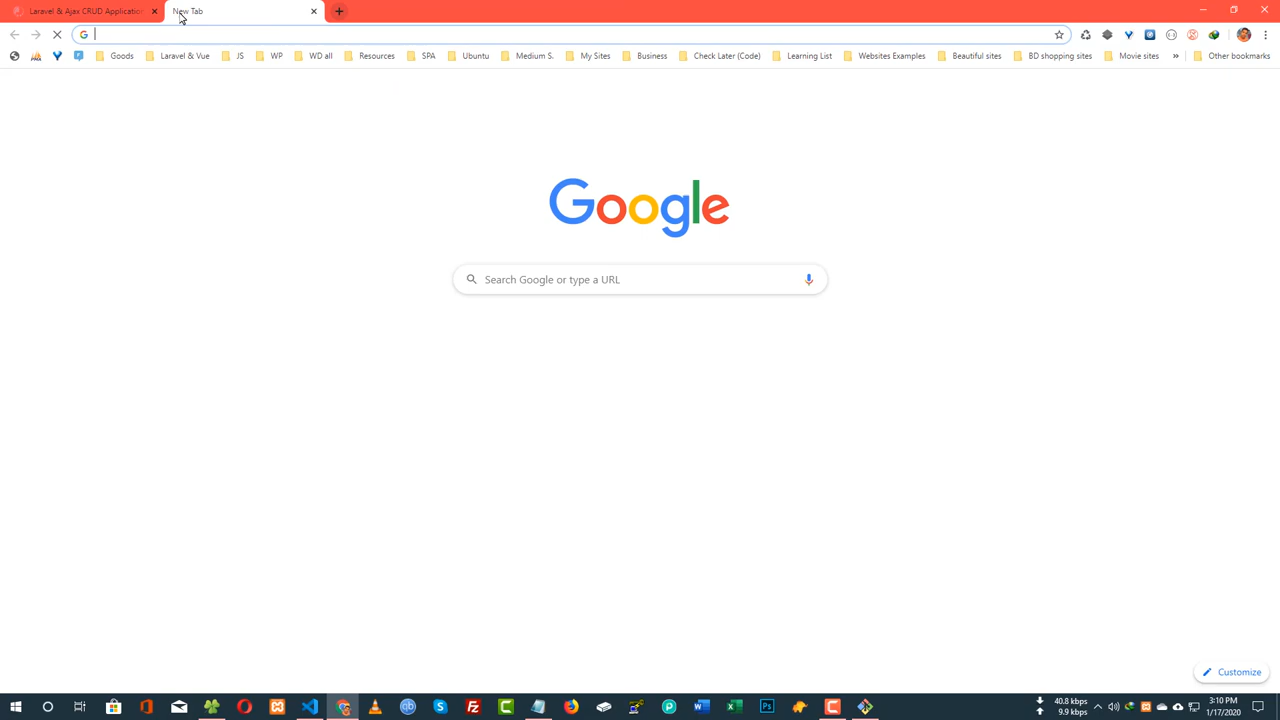 Laravel & Ajax CRUD Application
New Tab
Goods
Laravel & Vue
JS
WP
WD all
Resources
SPA
Ubuntu
Medium S.
My Sites
Business
Check Later (Code)
Learning List
Websites Examples
Beautiful sites
BD shopping sites
Movie sites
»
Other bookmarks
Google
Search Google or type a URL
Customize
40.8 kbps
9.9 kbps
3:10 PM
1/17/2020